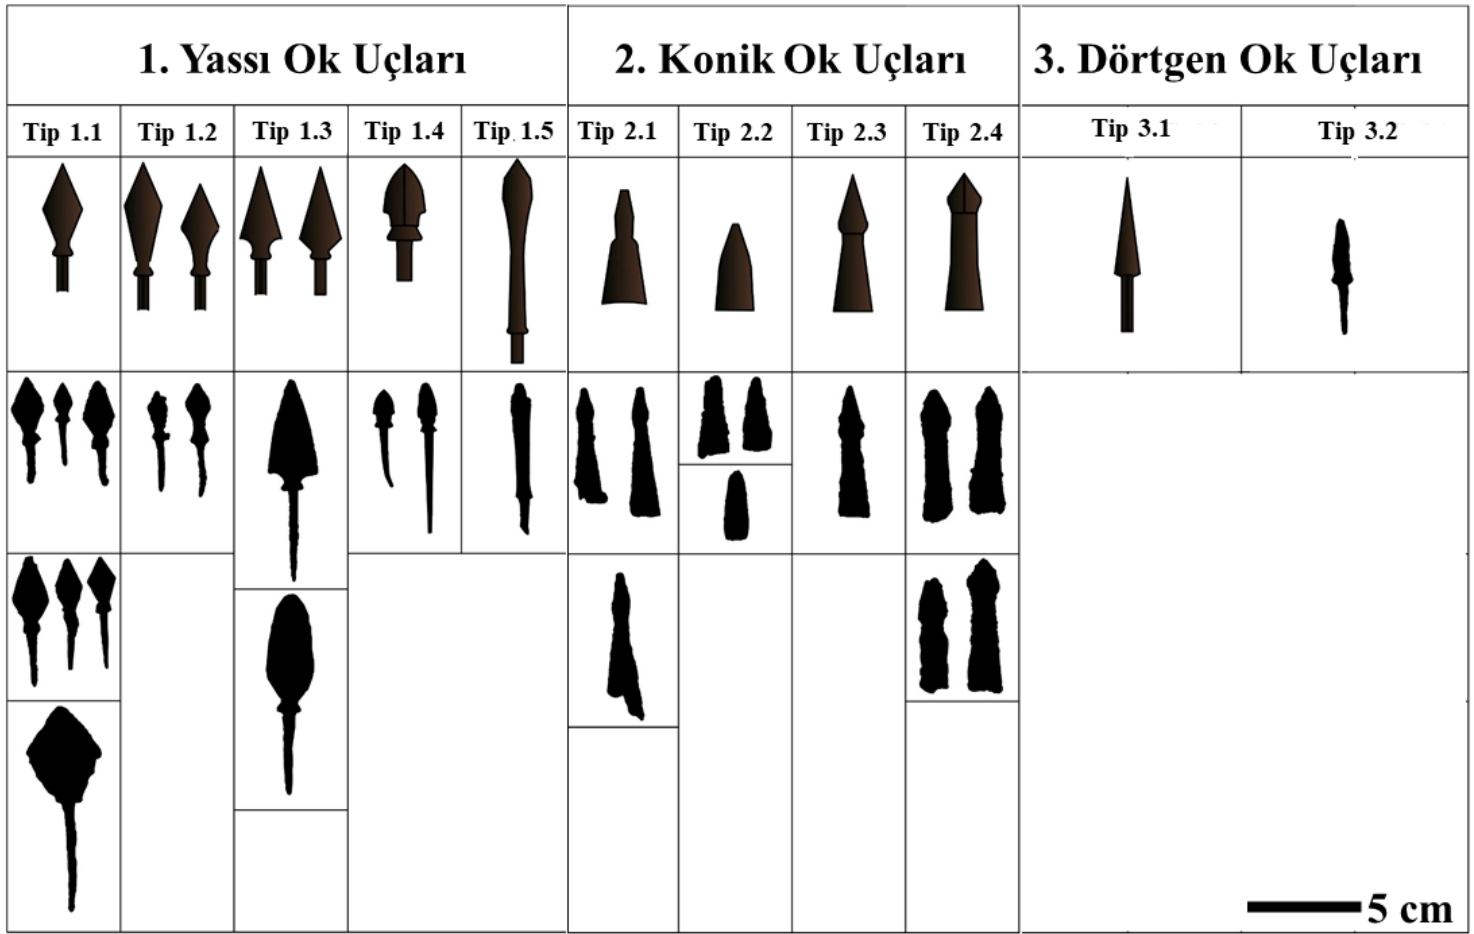 1. Yassı Ok Uçları
2. Konik Ok Uçları
3. Dörtgen Ok Uçları
Tip 1.1
Tip 1.2
Tip 1.3
Tip 1.4
Tip 1.5
Tip 2.1
Tip 2.2
Tip 2.3
Tip 2.4
Tip 3.1
Tip 3.2
5 cm